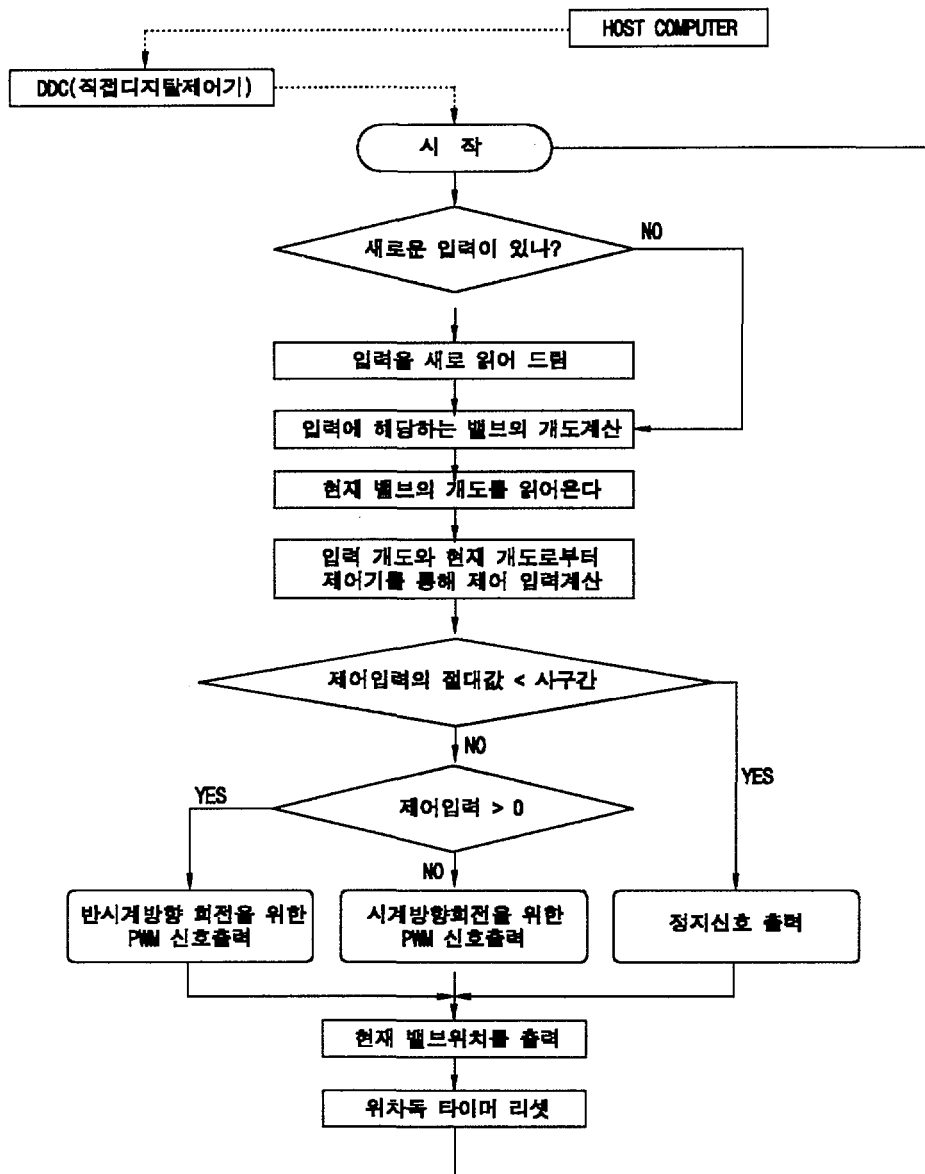 HOST COMPUTER
DDC(직접디지탈제어기)
시 작
새로운 입력이 있나?
NO
입력을 새로 읽어 드림
입력에 해당하는 밸브의 개도계산
현재 밸브의 개도를 읽어온다
입력 개도와 현재 개도로부터
제어기를 통해 제어 입력계산
제어입력의 절대값 < 사구간
NO
YES
YES
제어입력 > 0
NO
반시계방향 회전을 위한
PWM 신호출력
시계방향회전을 위한
PWM 신호출력
정지신호 출력
현재 밸브위치를 출력
위차독 타이머 리셋